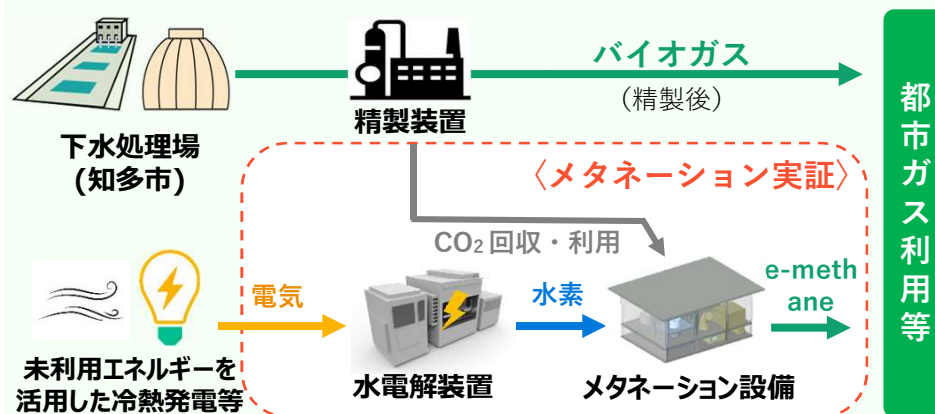 バイオガス
(精製後)
精製装置
下水処理場
(知多市)
〈メタネーション実証〉
CO₂ 回収・利用
電気
水素
e-meth
ane
未利用エネルギーを
活用した冷熱発電等
水電解装置
メタネーション設備
都市ガス利用等